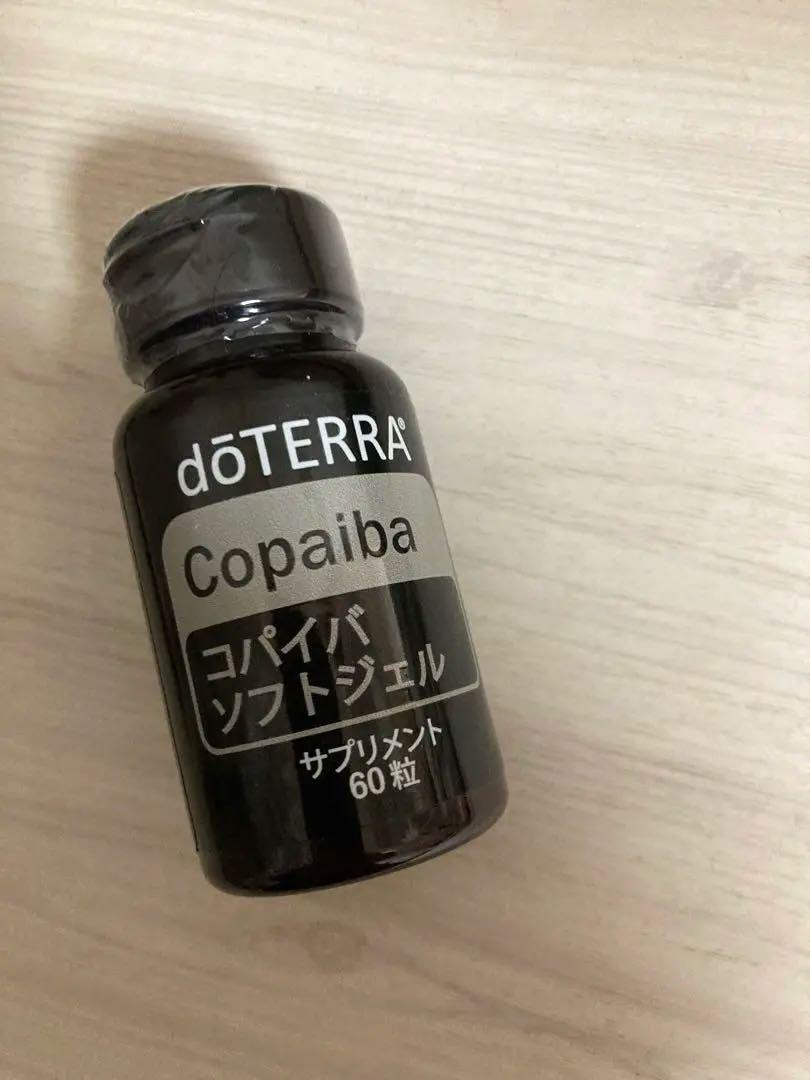 dōTERRA®
Copaiba
コパイバ
ソフトジェル
サプリメント
60粒